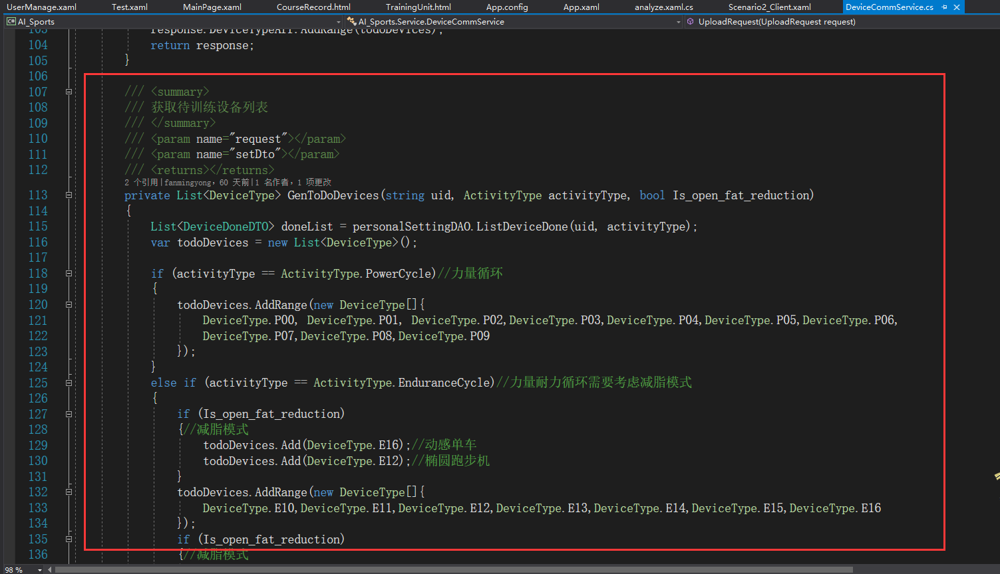 UserManage.xaml Test.xaml MainPage.xaml CourseRecord.html TrainingUnit.html App.config App.xaml analyze.xaml.cs Scenario2_Client.xaml DeviceCommService.cs
C# AI_Sports AI_Sports.Service.DeviceCommService UploadRequest(UploadRequest request)
103 response.DeviceTypeArr.AddRange(todoDevices);
104 return response;
105 }
106
107 /// <summary>
108 /// 获取待训练设备列表
109 /// </summary>
110 /// <param name="request"></param>
111 /// <param name="setDto"></param>
112 /// <returns></returns>
2 个引用|fanmingyong，60 天前|1 名作者，1 项更改
113 private List<DeviceType> GenToDoDevices(string uid, ActivityType activityType, bool Is_open_fat_reduction)
114 {
115 List<DeviceDoneDTO> doneList = personalSettingDAO.ListDeviceDone(uid, activityType);
116 var todoDevices = new List<DeviceType>();
117
118 if (activityType == ActivityType.PowerCycle)//力量循环
119 {
120 todoDevices.AddRange(new DeviceType[]{
121 DeviceType.P00, DeviceType.P01, DeviceType.P02,DeviceType.P03,DeviceType.P04,DeviceType.P05,DeviceType.P06,
122 DeviceType.P07,DeviceType.P08,DeviceType.P09
123 });
124 }
125 else if (activityType == ActivityType.EnduranceCycle)//力量耐力循环需要考虑减脂模式
126 {
127 if (Is_open_fat_reduction)
128 {//减脂模式
129 todoDevices.Add(DeviceType.E16);//动感单车
130 todoDevices.Add(DeviceType.E12);//椭圆跑步机
131 }
132 todoDevices.AddRange(new DeviceType[]{
133 DeviceType.E10,DeviceType.E11,DeviceType.E12,DeviceType.E13,DeviceType.E14,DeviceType.E15,DeviceType.E16
134 });
135 if (Is_open_fat_reduction)
136 {//减脂模式
98 %